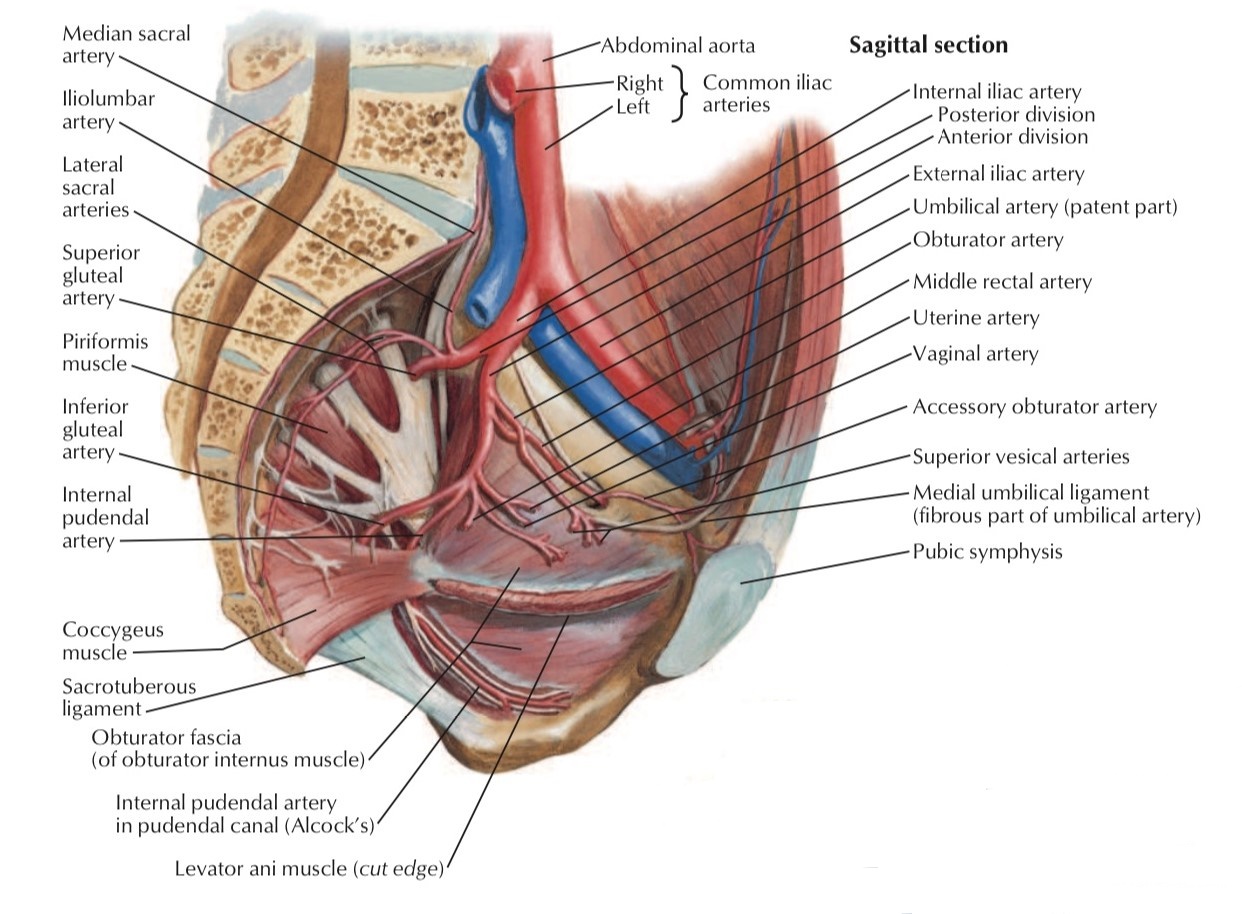 Median sacral
artery
Iliolumbar
artery
Lateral
sacral
arteries
Superior
gluteal
artery
Piriformis
muscle
Inferior
gluteal
artery
Internal
pudendal
artery
Coccygeus
muscle
Sacrotuberous
ligament
Obturator fascia
(of obturator internus muscle)
Internal pudendal artery
in pudendal canal (Alcock's)
Levator ani muscle (cut edge)
Abdominal aorta
Right
Left
Common iliac
arteries
Sagittal section
Internal iliac artery
Posterior division
Anterior division
External iliac artery
Umbilical artery (patent part)
Obturator artery
Middle rectal artery
Uterine artery
Vaginal artery
Accessory obturator artery
Superior vesical arteries
Medial umbilical ligament
(fibrous part of umbilical artery)
Pubic symphysis